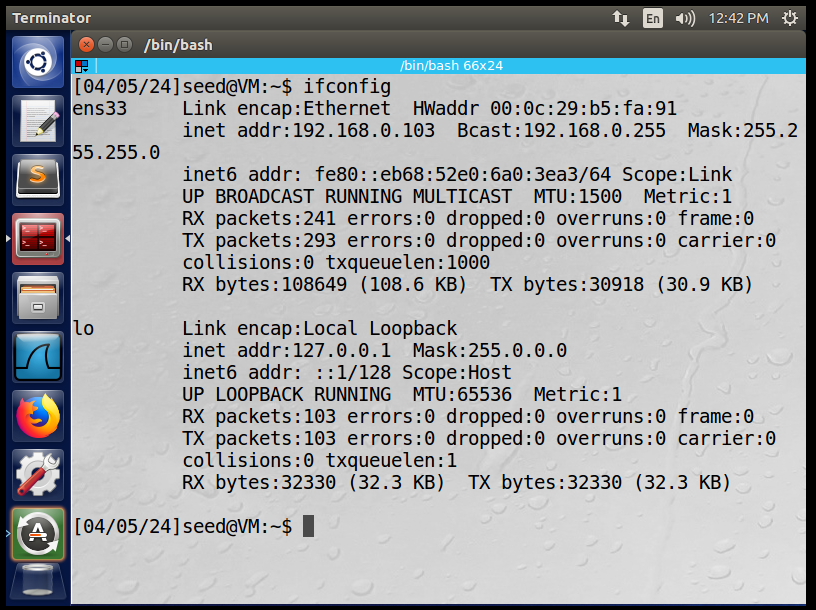 Terminator
En
12:42 PM
/bin/bash
/bin/bash 66x24
[04/05/24]seed@VM:~$ ifconfig
ens33     Link encap:Ethernet  HWaddr 00:0c:29:b5:fa:91
          inet addr:192.168.0.103  Bcast:192.168.0.255  Mask:255.2
55.255.0
          inet6 addr: fe80::eb68:52e0:6a0:3ea3/64 Scope:Link
          UP BROADCAST RUNNING MULTICAST  MTU:1500  Metric:1
          RX packets:241 errors:0 dropped:0 overruns:0 frame:0
          TX packets:293 errors:0 dropped:0 overruns:0 carrier:0
          collisions:0 txqueuelen:1000
          RX bytes:108649 (108.6 KB)  TX bytes:30918 (30.9 KB)
lo        Link encap:Local Loopback
          inet addr:127.0.0.1  Mask:255.0.0.0
          inet6 addr: ::1/128 Scope:Host
          UP LOOPBACK RUNNING  MTU:65536  Metric:1
          RX packets:103 errors:0 dropped:0 overruns:0 frame:0
          TX packets:103 errors:0 dropped:0 overruns:0 carrier:0
          collisions:0 txqueuelen:1
          RX bytes:32330 (32.3 KB)  TX bytes:32330 (32.3 KB)
[04/05/24]seed@VM:~$